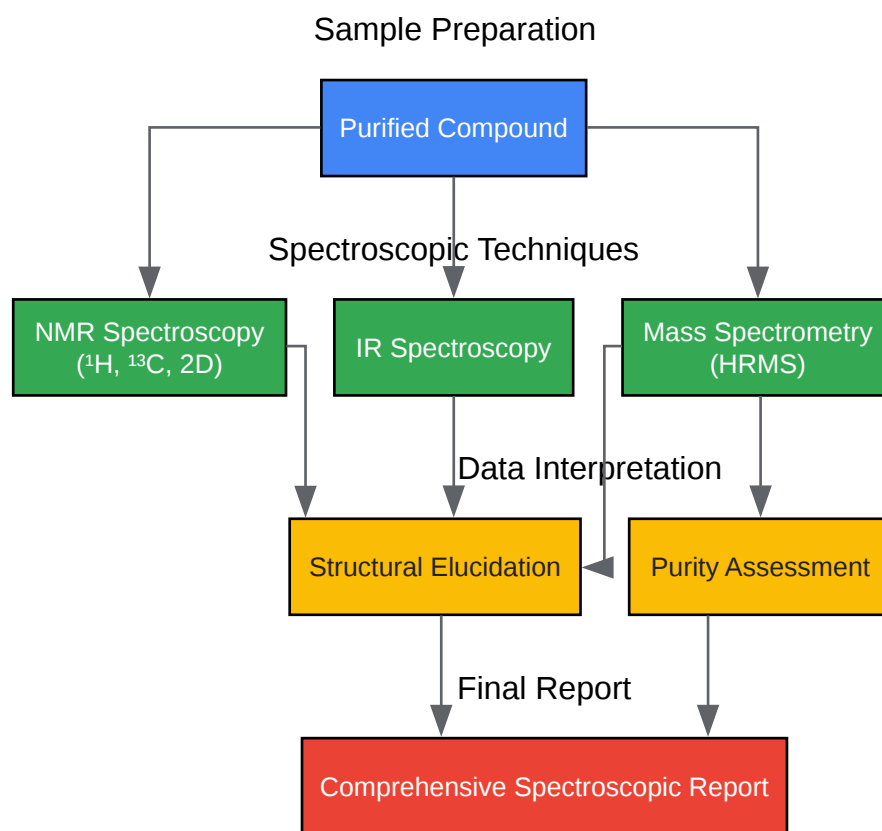 Sample Preparation
Purified Compound
Spectroscopic Techniques
NMR Spectroscopy
(¹H, ¹³C, 2D)
IR Spectroscopy
Mass Spectrometry
(HRMS)
Data Interpretation
Structural Elucidation
Purity Assessment
Final Report
Comprehensive Spectroscopic Report